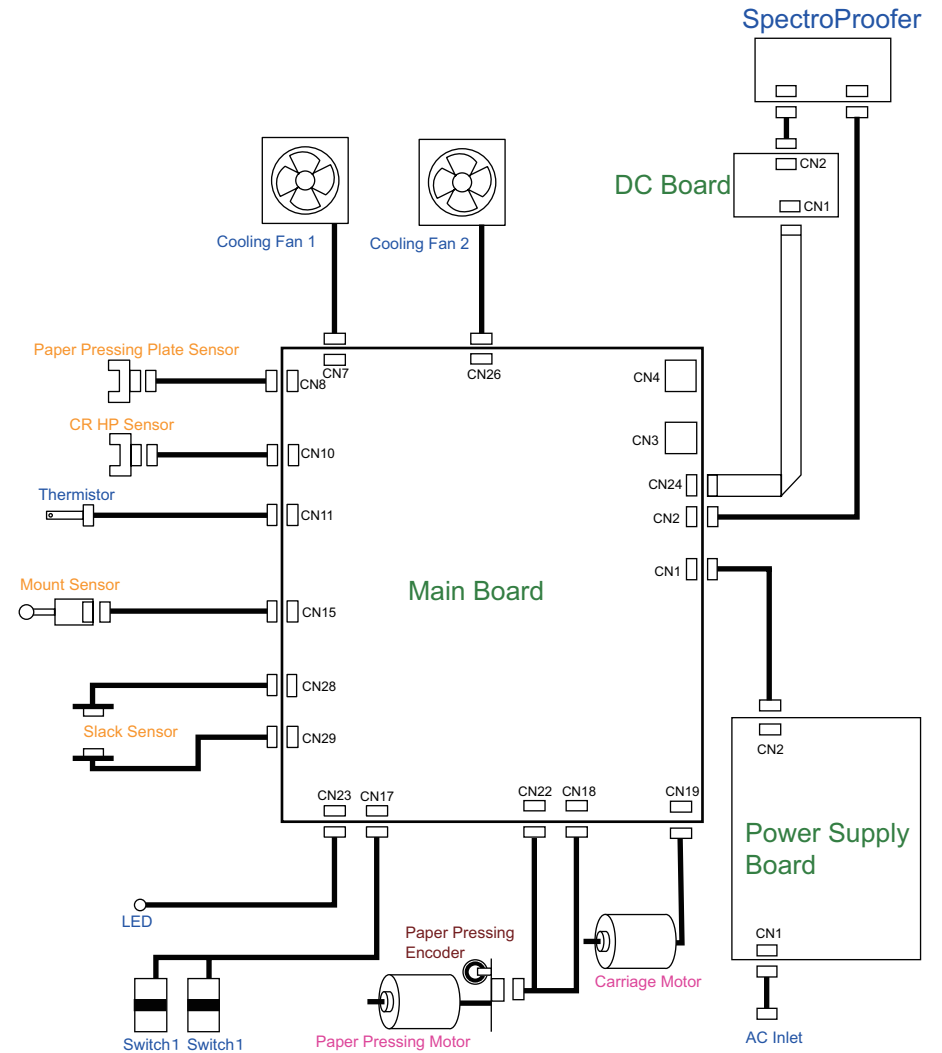 SpectroProofer
CN2
DC Board
CN1
Cooling Fan 1
Cooling Fan 2
Paper Pressing Plate Sensor
CN7
CN26
CN8
CN4
CR HP Sensor
CN3
CN10
CN24
Thermistor
CN11
CN2
CN1
Mount Sensor
Main Board
CN15
CN28
Slack Sensor
CN29
CN2
CN23
CN17
CN22
CN18
CN19
Power Supply
Board
LED
Paper Pressing
Encoder
CN1
Carriage Motor
Switch1
Switch1
Paper Pressing Motor
AC Inlet